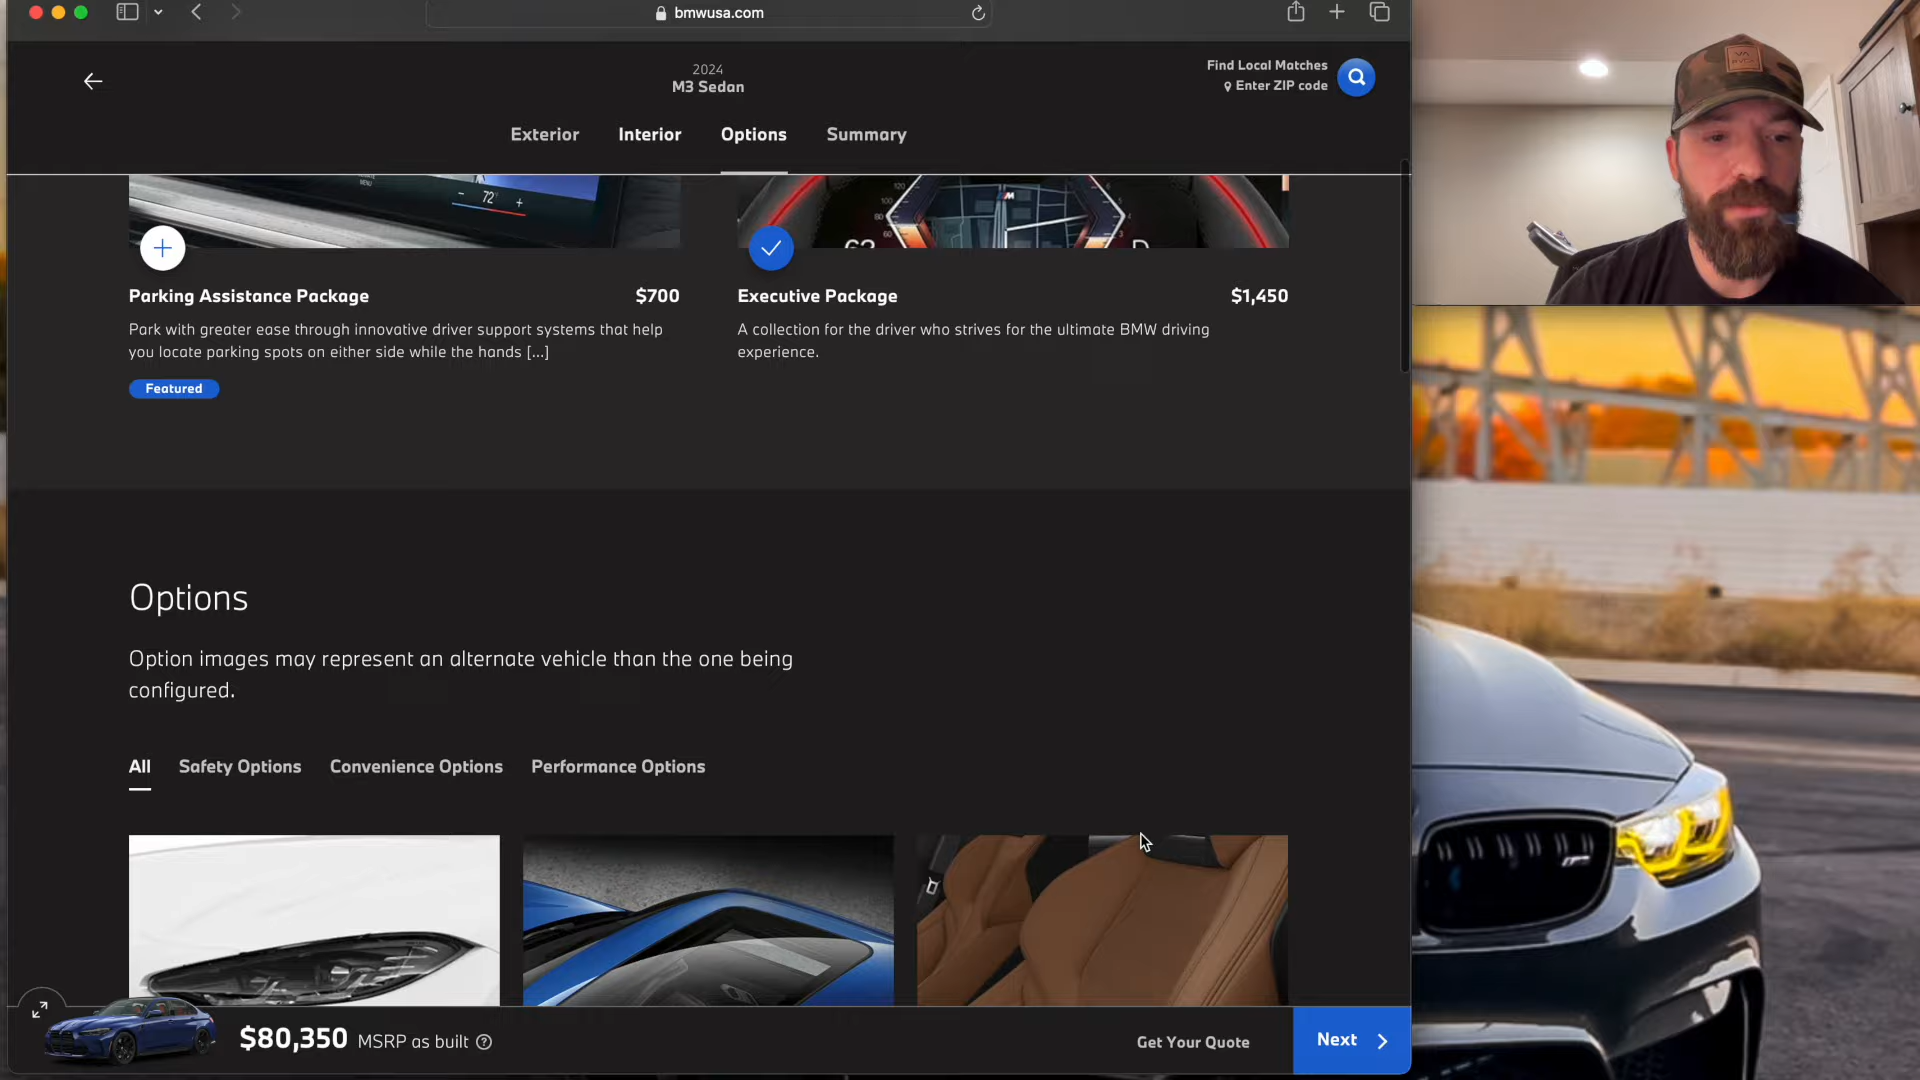 bmwusa.com
2024
M3 Sedan
Find Local Matches
Enter ZIP code
Exterior
Interior
Options
Summary
72
+
63
D
Parking Assistance Package
$700
Park with greater ease through innovative driver support systems that help
you locate parking spots on either side while the hands [...]
Featured
Executive Package
$1,450
A collection for the driver who strives for the ultimate BMW driving
experience.
Options
Option images may represent an alternate vehicle than the one being
configured.
All
Safety Options
Convenience Options
Performance Options
$80,350 MSRP as built
Get Your Quote
Next